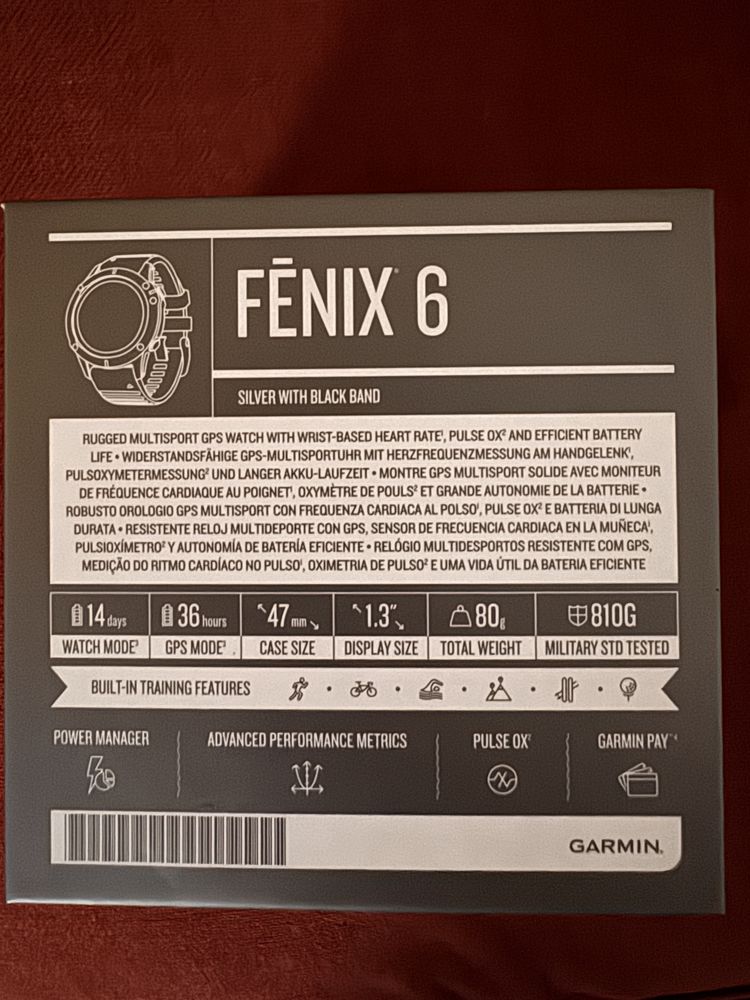 FĒNIX® 6
SILVER WITH BLACK BAND
RUGGED MULTISPORT GPS WATCH WITH WRIST-BASED HEART RATE¹, PULSE OX² AND EFFICIENT BATTERY
LIFE • WIDERSTANDSFÄHIGE GPS-MULTISPORTUHR MIT HERZFREQUENZMESSUNG AM HANDGELENK¹,
PULSOXYMETERMESSUNG² UND LANGER AKKU-LAUFZEIT • MONTRE GPS MULTISPORT SOLIDE AVEC MONITEUR
DE FRÉQUENCE CARDIAQUE AU POIGNET¹, OXYMÈTRE DE POULS² ET GRANDE AUTONOMIE DE LA BATTERIE •
ROBUSTO OROLOGIO GPS MULTISPORT CON FREQUENZA CARDIACA AL POLSO¹, PULSE OX² E BATTERIA DI LUNGA
DURATA • RESISTENTE RELOJ MULTIDEPORTE CON GPS, SENSOR DE FRECUENCIA CARDIACA EN LA MUÑECA¹,
PULSIOXÍMETRO² Y AUTONOMÍA DE BATERÍA EFICIENTE • RELÓGIO MULTIDESPORTOS RESISTENTE COM GPS,
MEDIÇÃO DO RITMO CARDÍACO NO PULSO¹, OXIMETRIA DE PULSO² E UMA VIDA ÚTIL DA BATERIA EFICIENTE
14 days 36 hours 47 mm 1.3″ 80g 810G
WATCH MODE³ GPS MODE³ CASE SIZE DISPLAY SIZE TOTAL WEIGHT MILITARY STD TESTED
BUILT-IN TRAINING FEATURES
POWER MANAGER ADVANCED PERFORMANCE METRICS PULSE OX² GARMIN PAY™⁴
GARMIN.